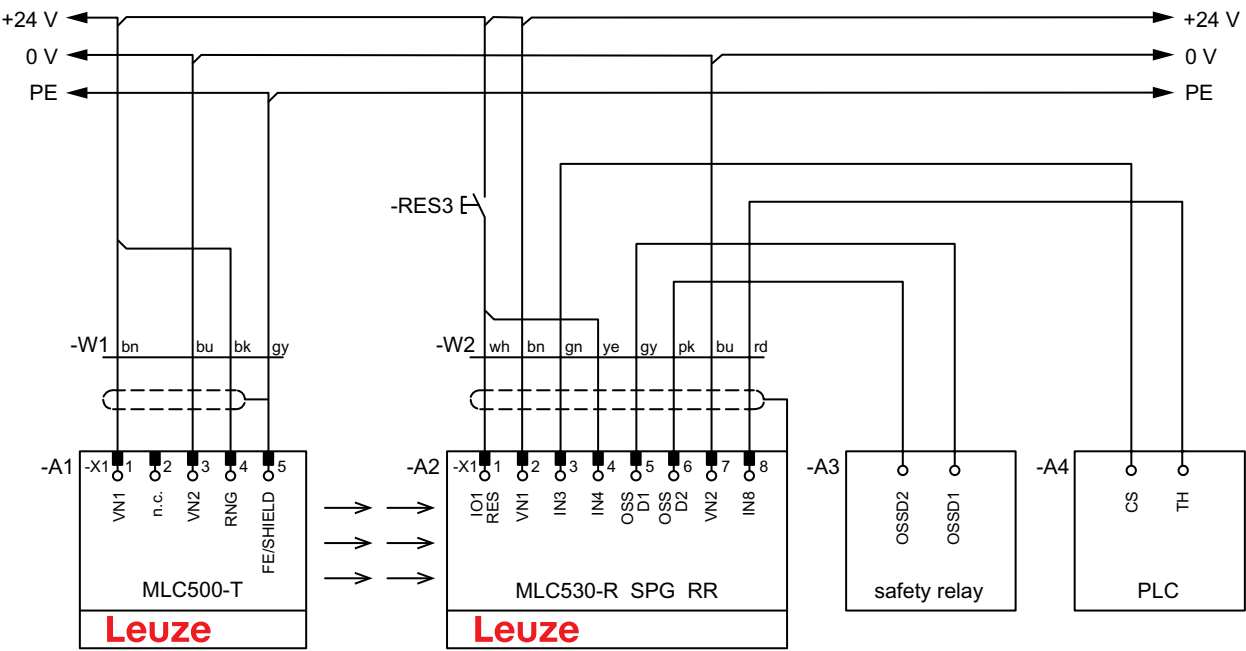 +24 V +24 V
0 V 0 V
PE PE
-RES3
-W1 bn bu bk gy
-W2 wh bn gn ye gy pk bu rd
-A1 -X1 1 2 3 4 5
-A2 -X1 1 2 3 4 5 6 7 8
-A3
-A4
VN1
n.c.
VN2
RNG
FE/SHIELD
IO1
RES
VN1
IN3
IN4
OSS
D1
OSS
D2
VN2
IN8
OSSD2
OSSD1
CS
TH
MLC500-T
MLC530-R SPG RR
safety relay
PLC
Leuze
Leuze